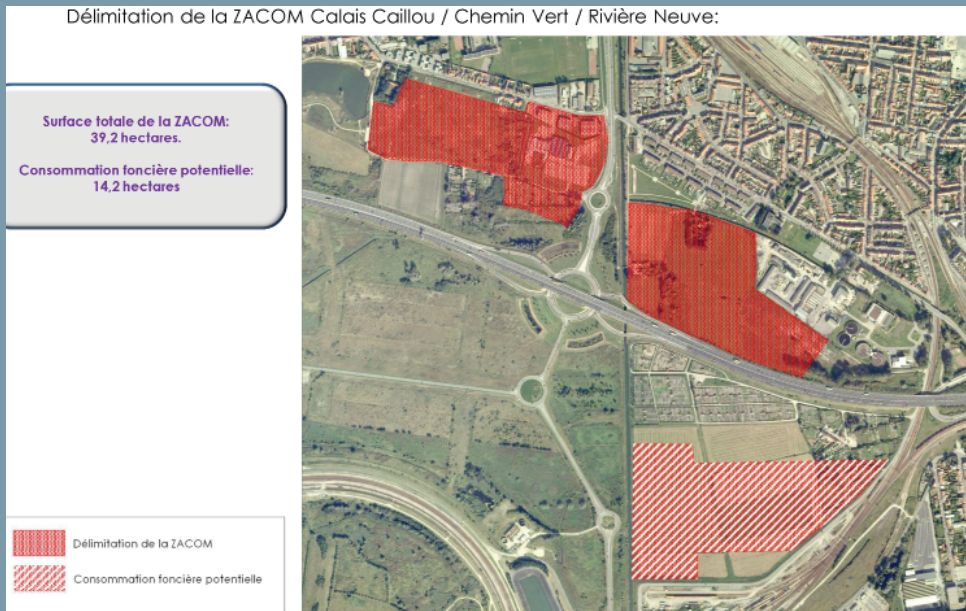 Délimitation de la ZACOM Calais Caillou / Chemin Vert / Rivière Neuve:
Surface totale de la ZACOM:
39,2 hectares.
Consommation foncière potentielle:
14,2 hectares
Délimitation de la ZACOM
Consommation foncière potentielle